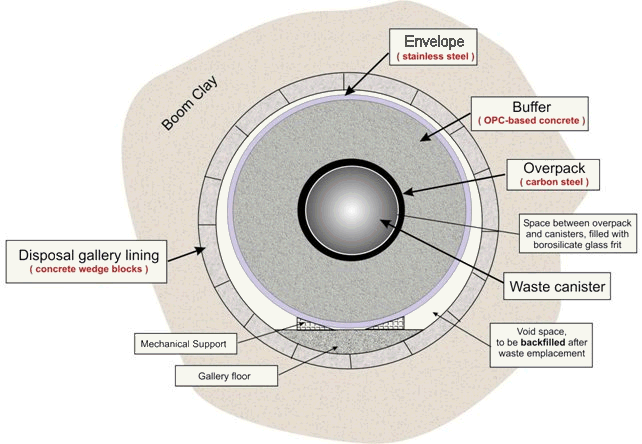 Envelope
( stainless steel )
Boom Clay
Buffer
( OPC-based concrete )
Overpack
( carbon steel )
Space between overpack
and canisters, filled with
borosilicate glass frit
Disposal gallery lining
( concrete wedge blocks )
Waste canister
Mechanical Support
Void space,
to be backfilled after
waste emplacement
Gallery floor